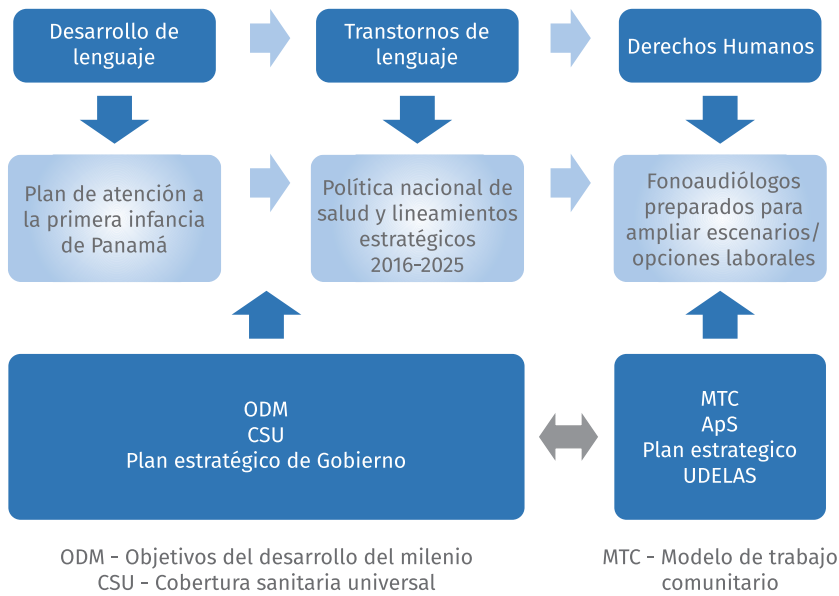 Desarrollo de
lenguaje
Transtornos de
lenguaje
Derechos Humanos
Plan de atención a
la primera infancia
de Panamá
Política nacional de
salud y lineamientos
estratégicos
2016-2025
Fonoaudiólogos
preparados para
ampliar escenarios/
opciones laborales
ODM
CSU
Plan estratégico de Gobierno
MTC
ApS
Plan estrategico
UDELAS
ODM - Objetivos del desarrollo del milenio
CSU - Cobertura sanitaria universal
MTC - Modelo de trabajo
comunitario